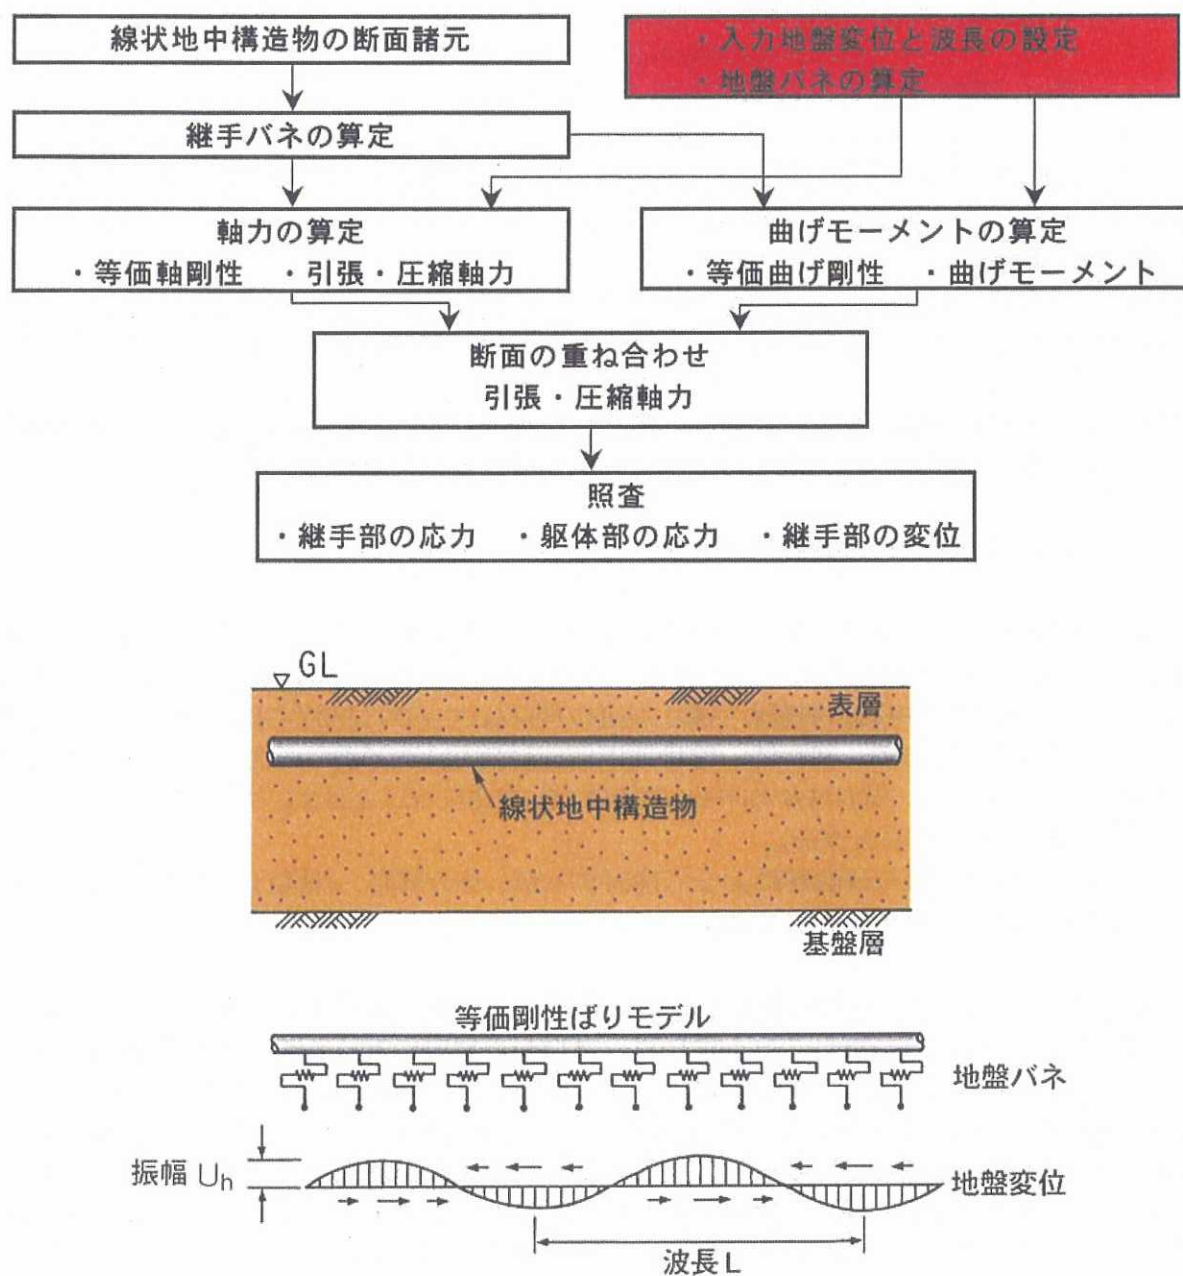 線状地中構造物の断面諸元
・入力地盤変位と波長の設定
・地盤バネの算定
継手バネの算定
軸力の算定
・等価軸剛性 ・引張・圧縮軸力
曲げモーメントの算定
・等価曲げ剛性 ・曲げモーメント
断面の重ね合わせ
引張・圧縮軸力
照査
・継手部の応力 ・躯体部の応力 ・継手部の変位
GL
表層
線状地中構造物
基盤層
等価剛性ばりモデル
地盤バネ
振幅 Uh
地盤変位
波長L